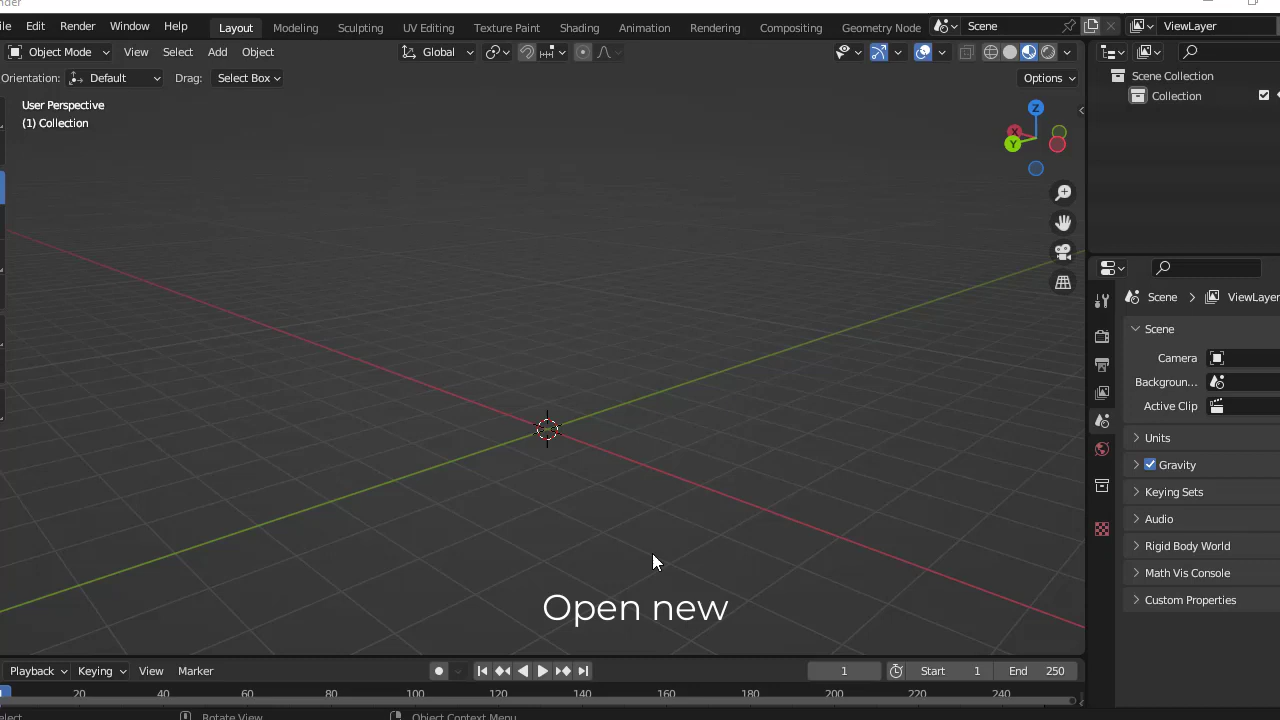 Edit Render Window Help Layout Modeling Sculpting UV Editing Texture Paint Shading Animation Rendering Compositing Geometry Node Scene ViewLayer
Object Mode View Select Add Object Global
Orientation: Default Drag: Select Box Options
User Perspective
(1) Collection
X
Y
Z
Scene Collection
Collection
Scene ViewLayer
Scene
Camera
Backgroun...
Active Clip
Units
Gravity
Keying Sets
Audio
Rigid Body World
Math Vis Console
Custom Properties
Open new
Playback Keying View Marker 1 Start 1 End 250
20 40 60 80 100 120 140 160 180 200 220 240
Rotate View Object Context Menu